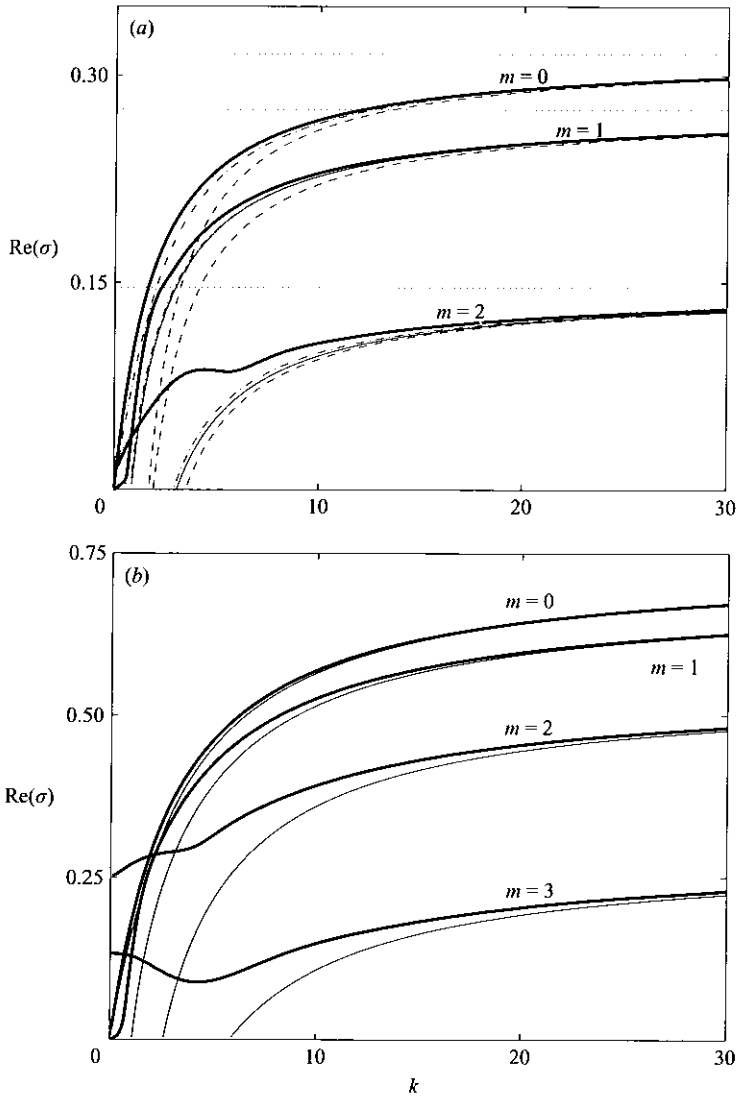 (a)
0.30
m = 0
m = 1
Re(σ)
0.15
m = 2
0
10
20
30
0.75
(b)
m = 0
m = 1
0.50
m = 2
Re(σ)
0.25
m = 3
0
10
20
30
k